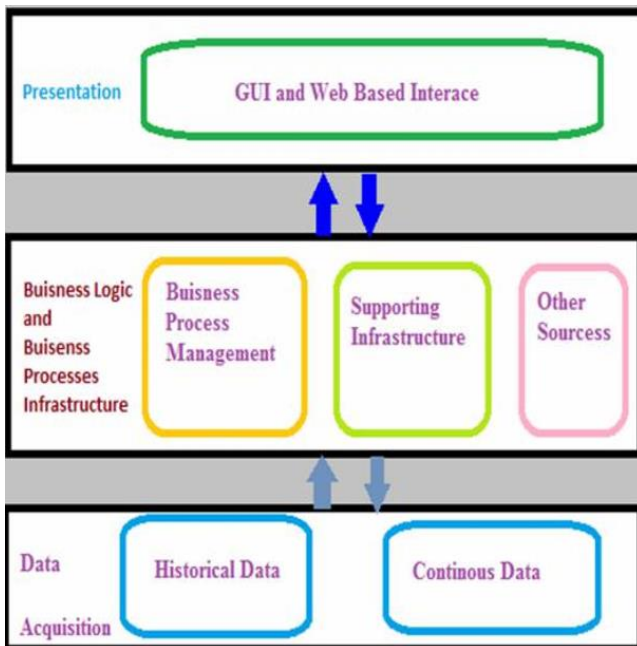 Presentation
GUI and Web Based Interace
Buisness Logic
and
Buisenss
Processes
Infrastructure
Buisness
Process
Management
Supporting
Infrastructure
Other
Sourcess
Data
Acquisition
Historical Data
Continous Data